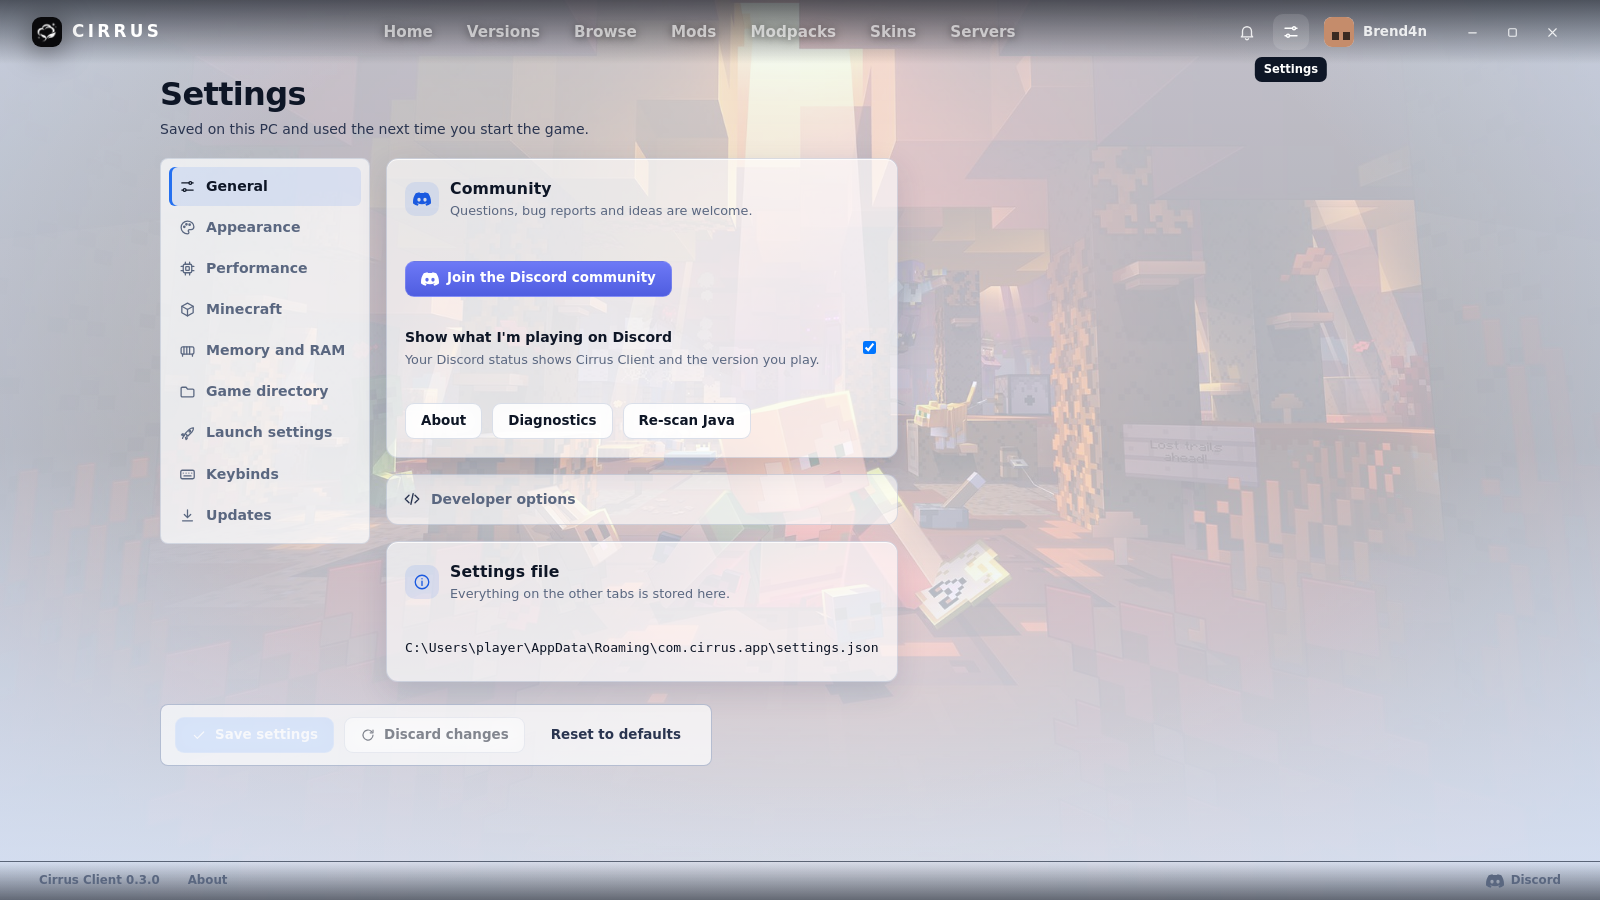 CIRRUS
Home Versions Browse Mods Modpacks Skins Servers
Brend4n
Settings
Settings
Saved on this PC and used the next time you start the game.
General
Appearance
Performance
Minecraft
Memory and RAM
Game directory
Launch settings
Keybinds
Updates
Community
Questions, bug reports and ideas are welcome.
Join the Discord community
Show what I'm playing on Discord
Your Discord status shows Cirrus Client and the version you play.
About Diagnostics Re-scan Java
Developer options
Settings file
Everything on the other tabs is stored here.
C:\Users\player\AppData\Roaming\com.cirrus.app\settings.json
Lost trails
ahead!
Save settings Discard changes Reset to defaults
Cirrus Client 0.3.0 About Discord